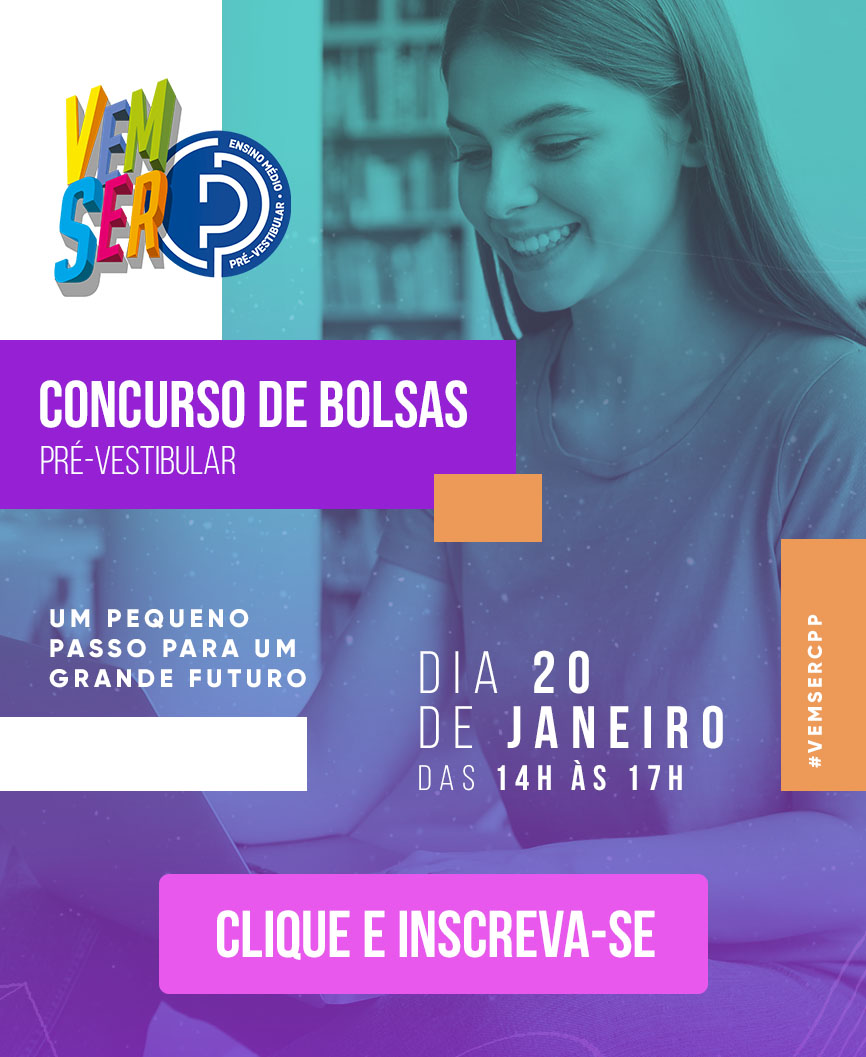 VEM
SER
ENSINO MÉDIO •
PRÉ-VESTIBULAR
CONCURSO DE BOLSAS
PRÉ-VESTIBULAR
UM PEQUENO
PASSO PARA UM
GRANDE FUTURO
DIA 20
DE JANEIRO
DAS 14H ÀS 17H
#VEMSERCPP
CLIQUE E INSCREVA-SE